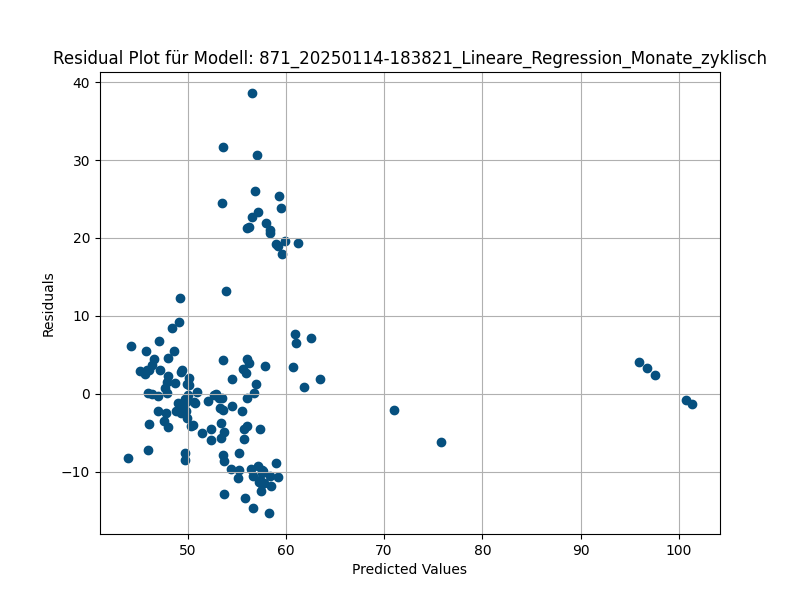 Residual Plot für Modell: 871_20250114-183821_Lineare_Regression_Monate_zyklisch
40
30
20
10
0
−10
Residuals
50 60 70 80 90 100
Predicted Values